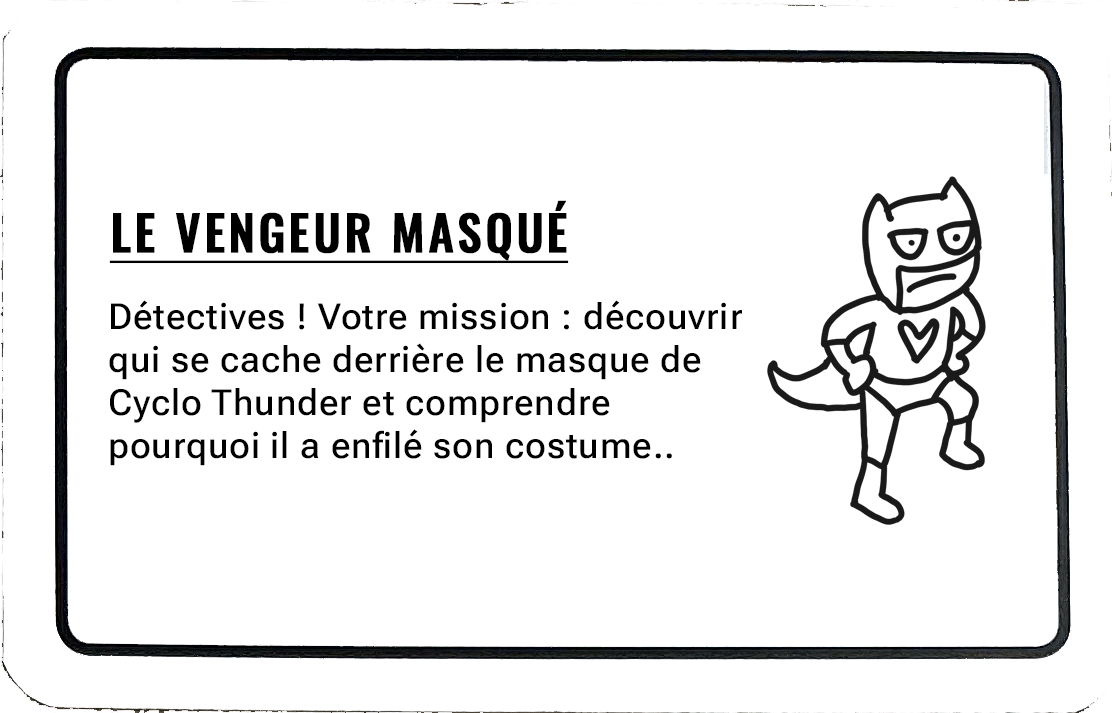 LE VENGEUR MASQUÉ
Détectives ! Votre mission : découvrir
qui se cache derrière le masque de
Cyclo Thunder et comprendre
pourquoi il a enfilé son costume..